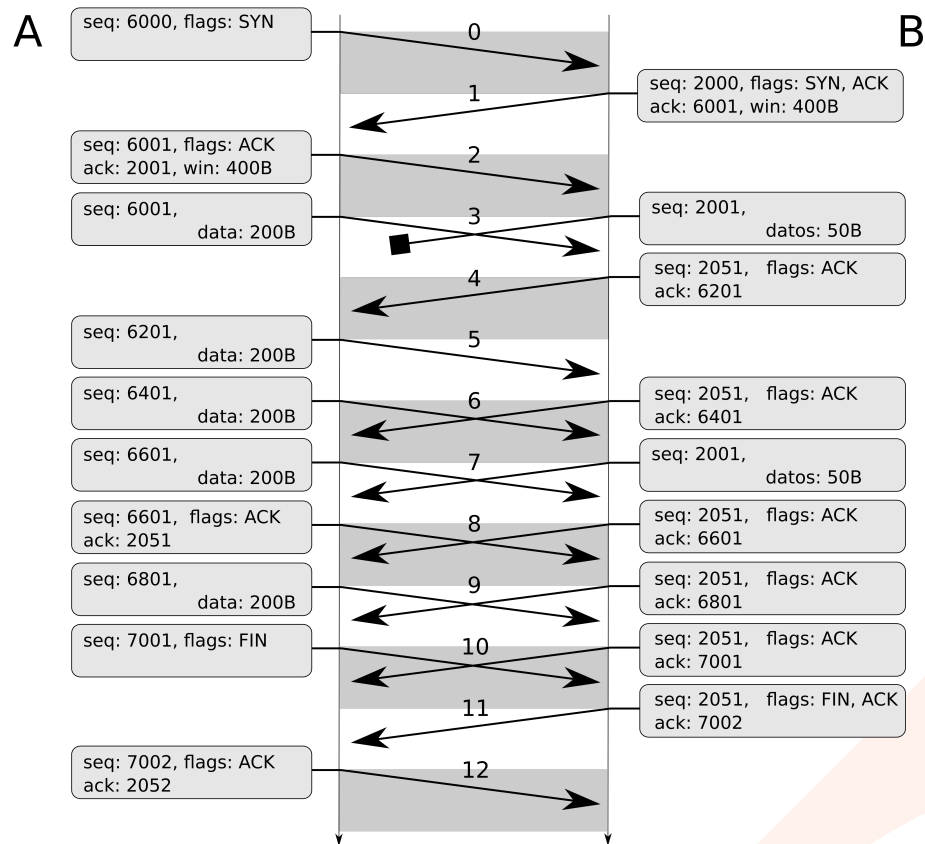 A
B
seq: 6000, flags: SYN
0
1
seq: 2000, flags: SYN, ACK
ack: 6001, win: 400B
seq: 6001, flags: ACK
ack: 2001, win: 400B
2
seq: 6001,
data: 200B
3
seq: 2001,
datos: 50B
4
seq: 2051, flags: ACK
ack: 6201
seq: 6201,
data: 200B
5
seq: 6401,
data: 200B
6
seq: 2051, flags: ACK
ack: 6401
seq: 6601,
data: 200B
7
seq: 2001,
datos: 50B
seq: 6601, flags: ACK
ack: 2051
8
seq: 2051, flags: ACK
ack: 6601
seq: 6801,
data: 200B
9
seq: 2051, flags: ACK
ack: 6801
seq: 7001, flags: FIN
10
seq: 2051, flags: ACK
ack: 7001
11
seq: 2051, flags: FIN, ACK
ack: 7002
seq: 7002, flags: ACK
ack: 2052
12